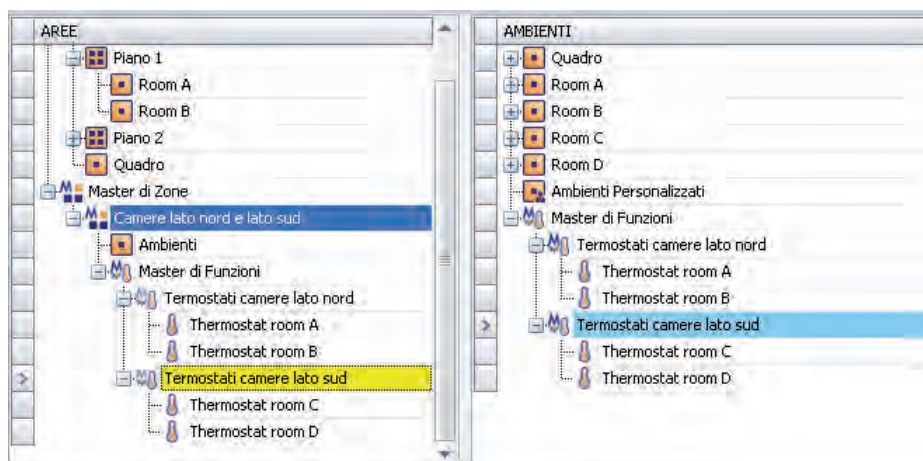 AREE
Piano 1
Room A
Room B
Piano 2
Quadro
Master di Zone
Camere lato nord e lato sud
Ambienti
Master di Funzioni
Termostati camere lato nord
Thermostat room A
Thermostat room B
Termostati camere lato sud
Thermostat room C
Thermostat room D
AMBIENTI
Quadro
Room A
Room B
Room C
Room D
Ambienti Personalizzati
Master di Funzioni
Termostati camere lato nord
Thermostat room A
Thermostat room B
Termostati camere lato sud
Thermostat room C
Thermostat room D